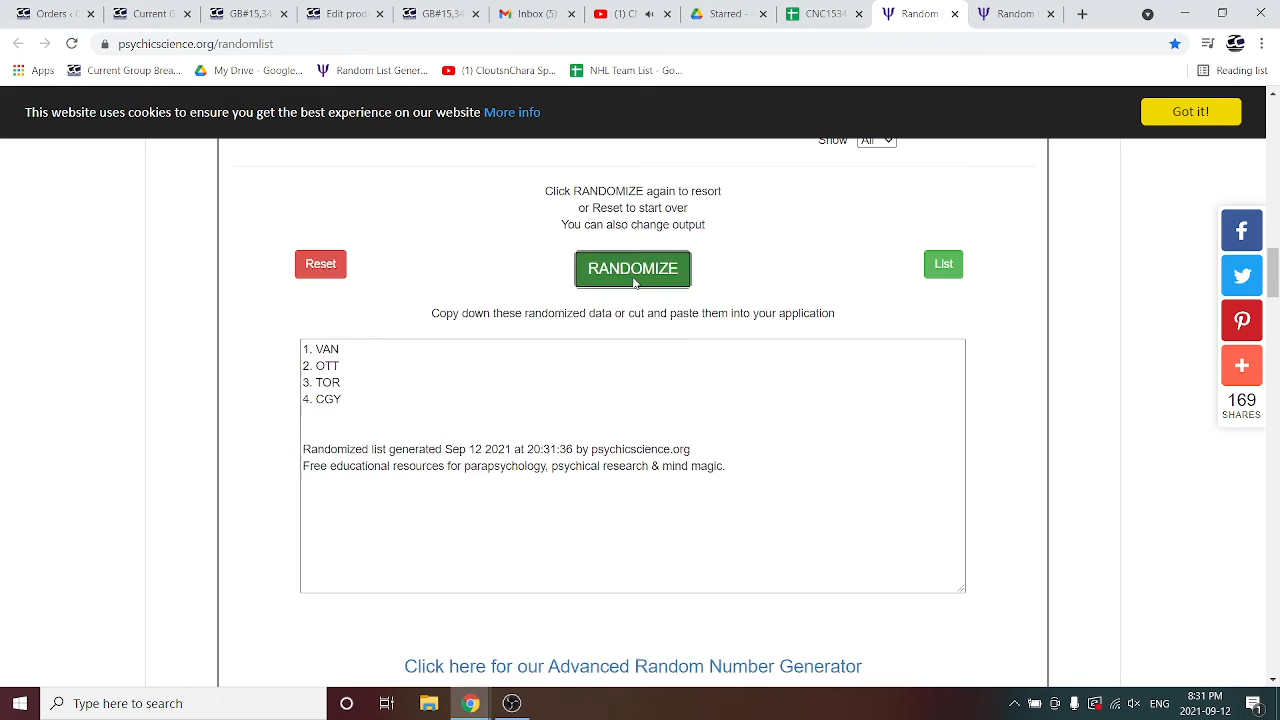 Orders · C
Current C
GB#15,34
Edit produ
GB#15,34
Inbox (5)
(1) Cl
Starred -
CNC1534
Random
Random
psychicscience.org/randomlist
Apps
Current Group Brea...
My Drive - Google...
Random List Gener...
(1) CloutsnChara Sp...
NHL Team List - Go...
Reading list
This website uses cookies to ensure you get the best experience on our website More info
Got it!
Show All
Click RANDOMIZE again to resort
or Reset to start over
You can also change output
Reset
RANDOMIZE
List
Copy down these randomized data or cut and paste them into your application
1. VAN
2. OTT
3. TOR
4. CGY
Randomized list generated Sep 12 2021 at 20:31:36 by psychicscience.org
Free educational resources for parapsychology, psychical research & mind magic.
169
SHARES
Click here for our Advanced Random Number Generator
Type here to search
ENG
8:31 PM
2021-09-12
1